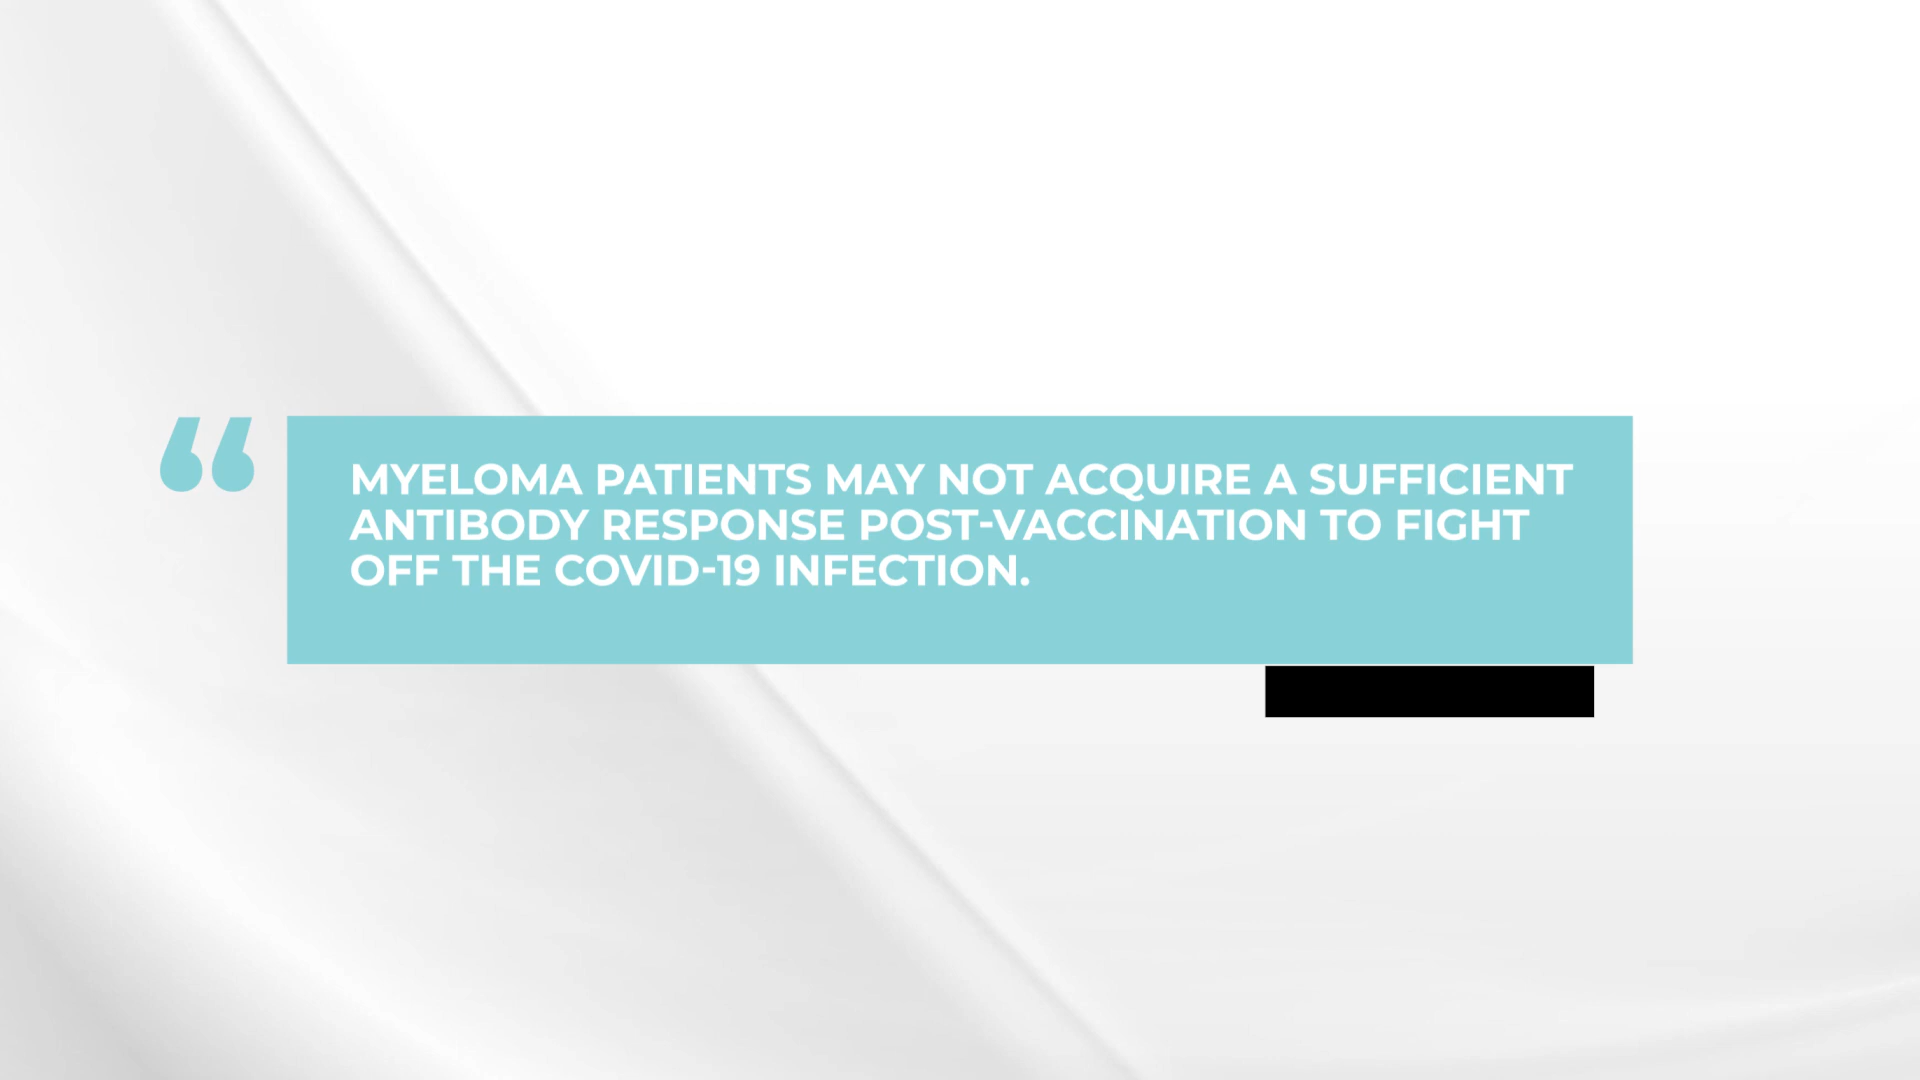 “
MYELOMA PATIENTS MAY NOT ACQUIRE A SUFFICIENT
ANTIBODY RESPONSE POST-VACCINATION TO FIGHT
OFF THE COVID-19 INFECTION.